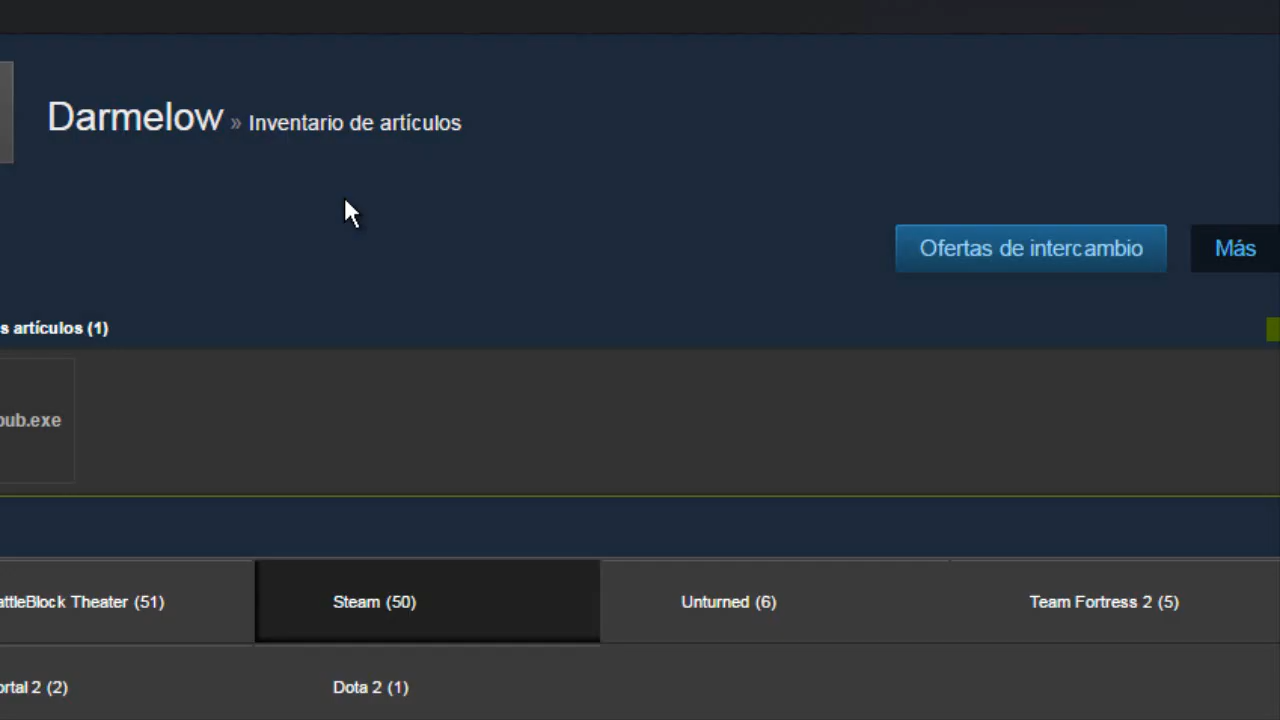 Darmelow » Inventario de artículos
Ofertas de intercambio
Más
s artículos (1)
oub.exe
attleBlock Theater (51)
Steam (50)
Unturned (6)
Team Fortress 2 (5)
ortal 2 (2)
Dota 2 (1)